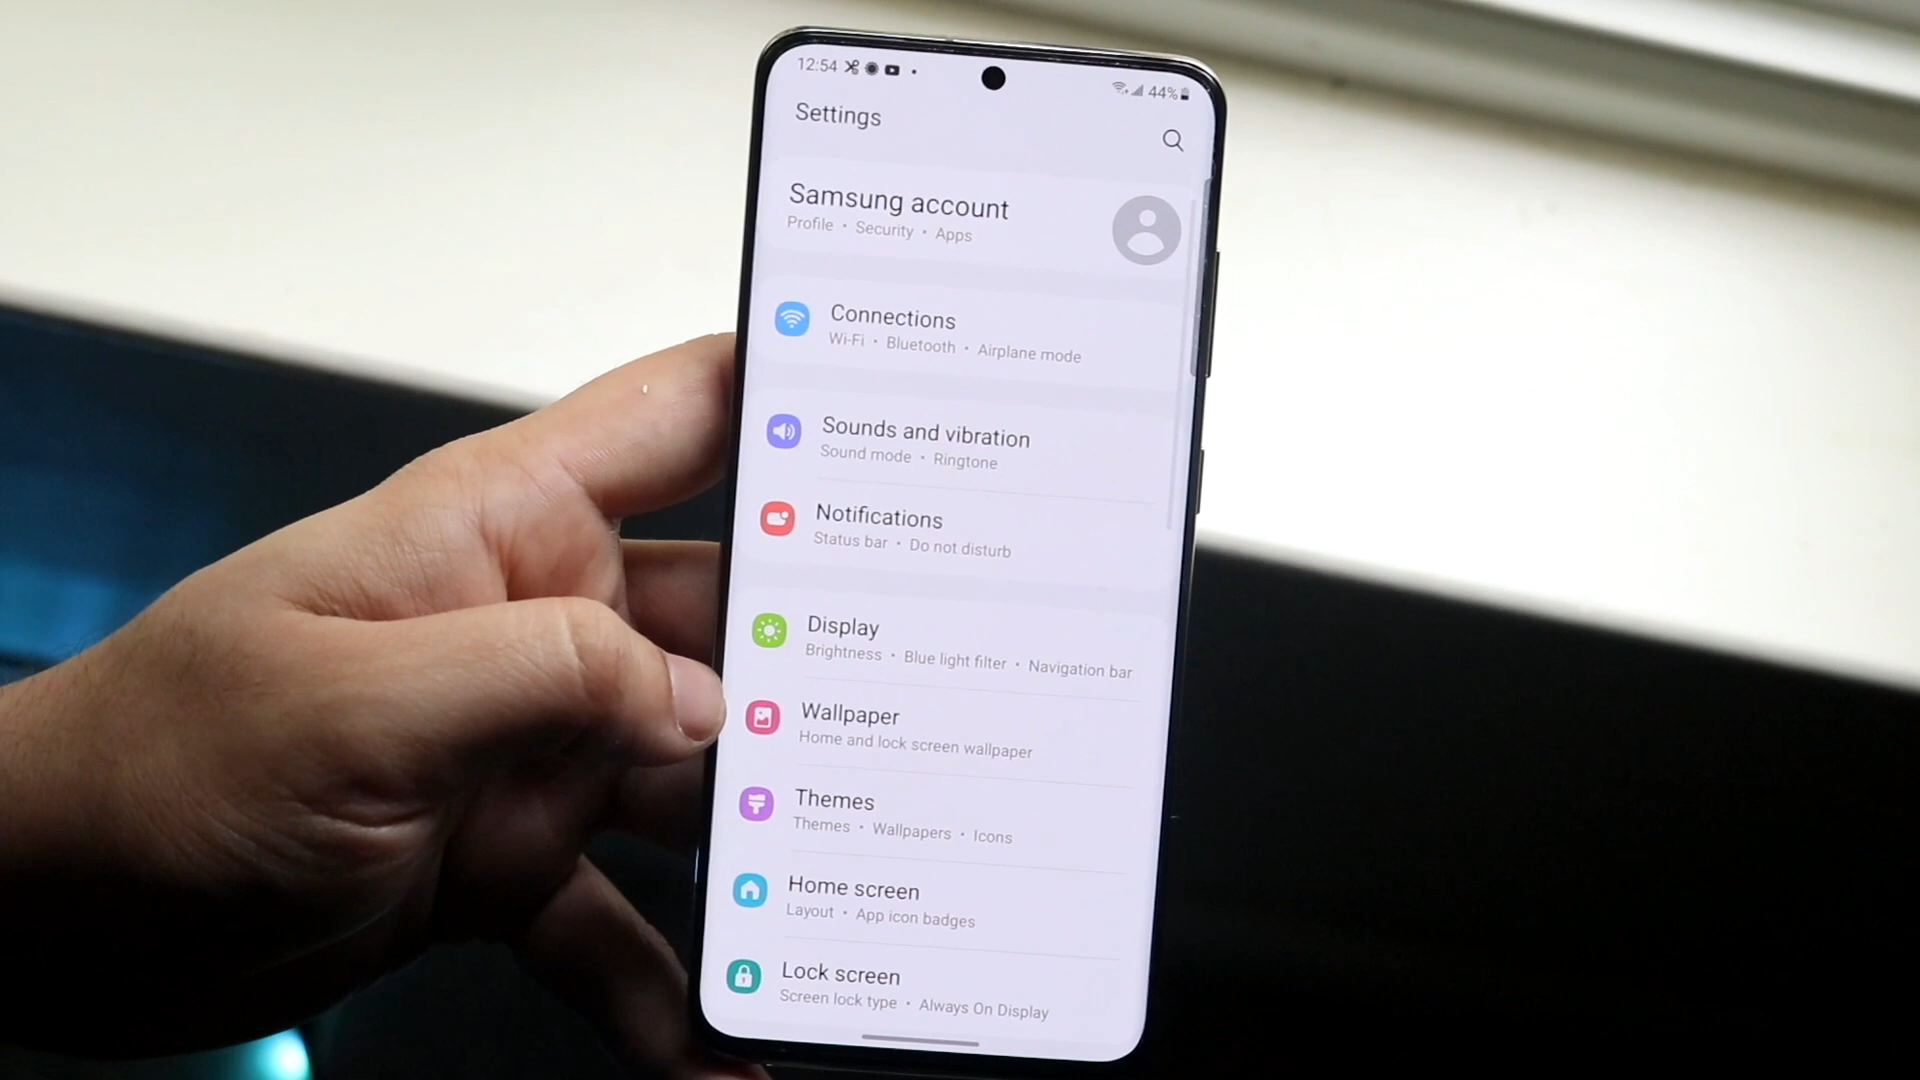 12:54
44%
Settings
Samsung account
Profile • Security • Apps
Connections
Wi-Fi • Bluetooth • Airplane mode
Sounds and vibration
Sound mode • Ringtone
Notifications
Status bar • Do not disturb
Display
Brightness • Blue light filter • Navigation bar
Wallpaper
Home and lock screen wallpaper
Themes
Themes • Wallpapers • Icons
Home screen
Layout • App icon badges
Lock screen
Screen lock type • Always On Display